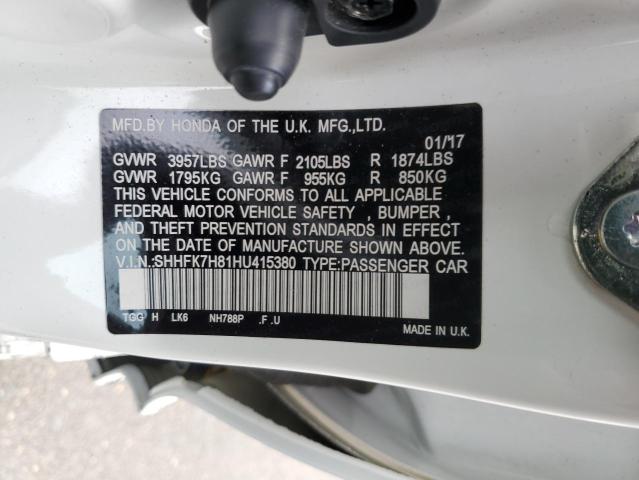 MFD.BY HONDA OF THE U.K. MFG.,LTD.
01/17
GVWR 3957LBS GAWR F 2105LBS R 1874LBS
GVWR 1795KG GAWR F 955KG R 850KG
THIS VEHICLE CONFORMS TO ALL APPLICABLE
FEDERAL MOTOR VEHICLE SAFETY , BUMPER ,
AND THEFT PREVENTION STANDARDS IN EFFECT
ON THE DATE OF MANUFACTURE SHOWN ABOVE.
V.I.N.:SHHFK7H81HU415380 TYPE:PASSENGER CAR
TGG H LK6 NH788P .F .U
MADE IN U.K.